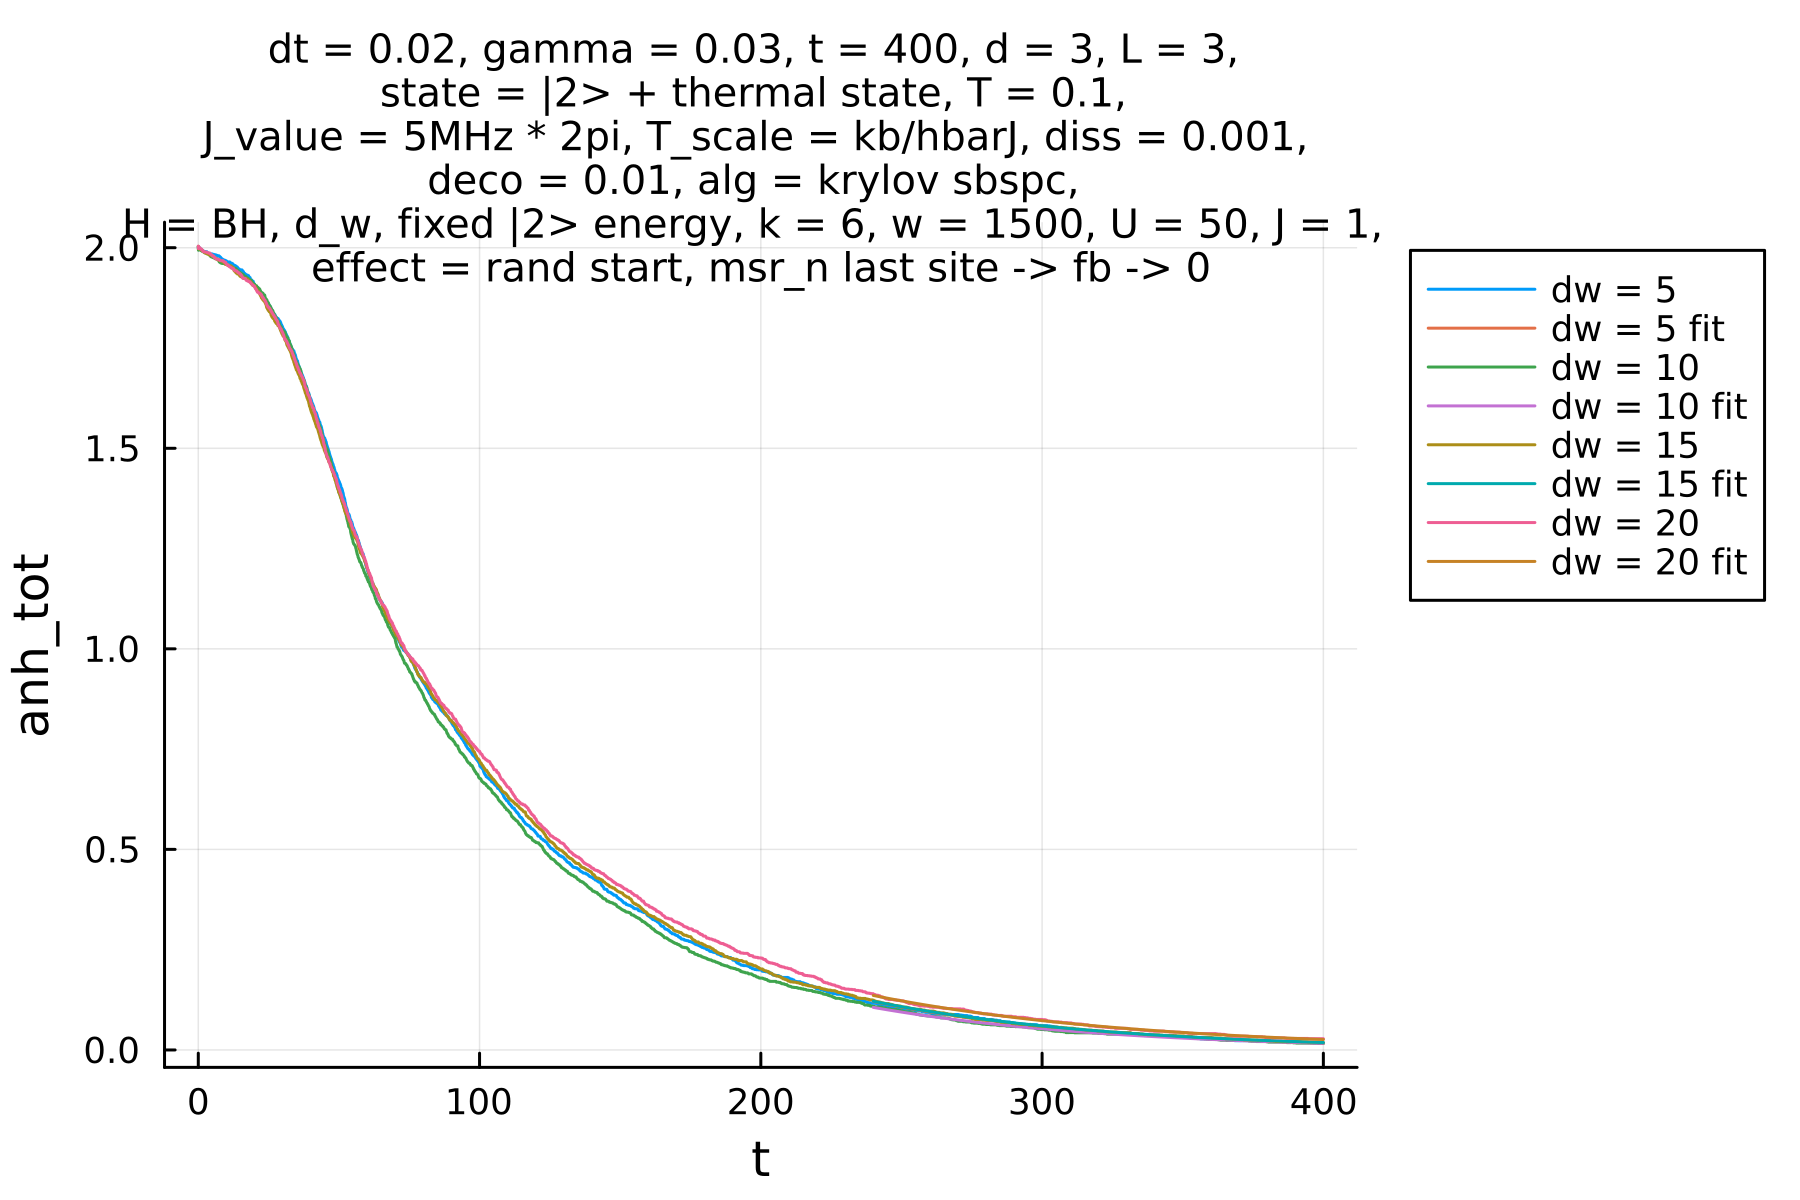 dt = 0.02, gamma = 0.03, t = 400, d = 3, L = 3,
state = |2> + thermal state, T = 0.1,
J_value = 5MHz * 2pi, T_scale = kb/hbarJ, diss = 0.001,
deco = 0.01, alg = krylov sbspc,
H = BH, d_w, fixed |2> energy, k = 6, w = 1500, U = 50, J = 1,
effect = rand start, msr_n last site -> fb -> 0
2.0
1.5
1.0
0.5
0.0
anh_tot
0 100 200 300 400
t
dw = 5
dw = 5 fit
dw = 10
dw = 10 fit
dw = 15
dw = 15 fit
dw = 20
dw = 20 fit